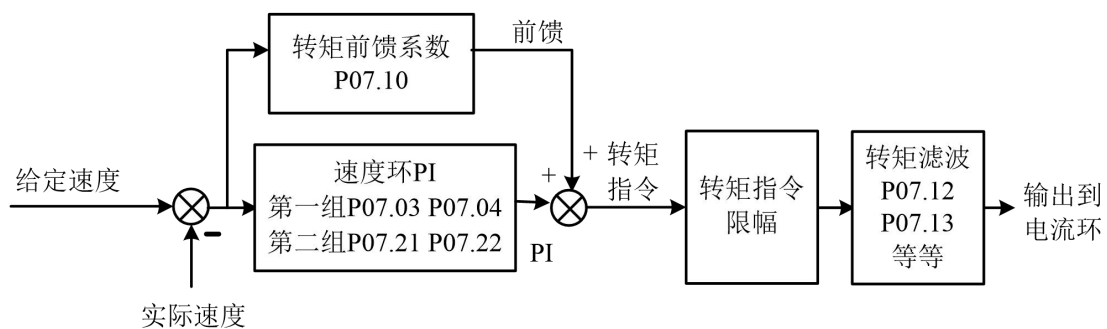 转矩前馈系数
P07.10
前馈
给定速度
速度环PI
第一组P07.03 P07.04
第二组P07.21 P07.22
-
实际速度
+
PI
+ 转矩
指令
转矩指令
限幅
转矩滤波
P07.12
P07.13
等等
输出到
电流环